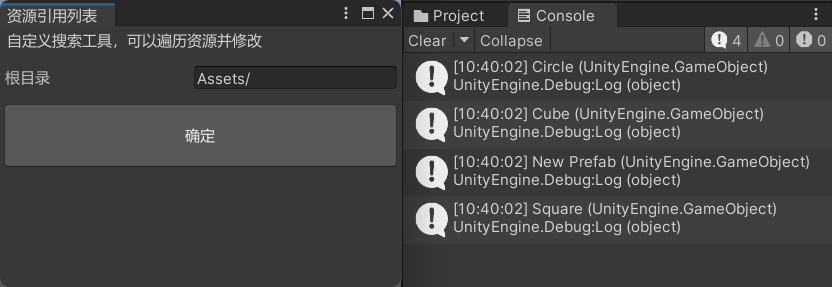 资源引用列表
自定义搜索工具，可以遍历资源并修改
根目录 Assets/
确定
Project Console
Clear Collapse 4 0 0
[10:40:02] Circle (UnityEngine.GameObject)
UnityEngine.Debug:Log (object)
[10:40:02] Cube (UnityEngine.GameObject)
UnityEngine.Debug:Log (object)
[10:40:02] New Prefab (UnityEngine.GameObject)
UnityEngine.Debug:Log (object)
[10:40:02] Square (UnityEngine.GameObject)
UnityEngine.Debug:Log (object)